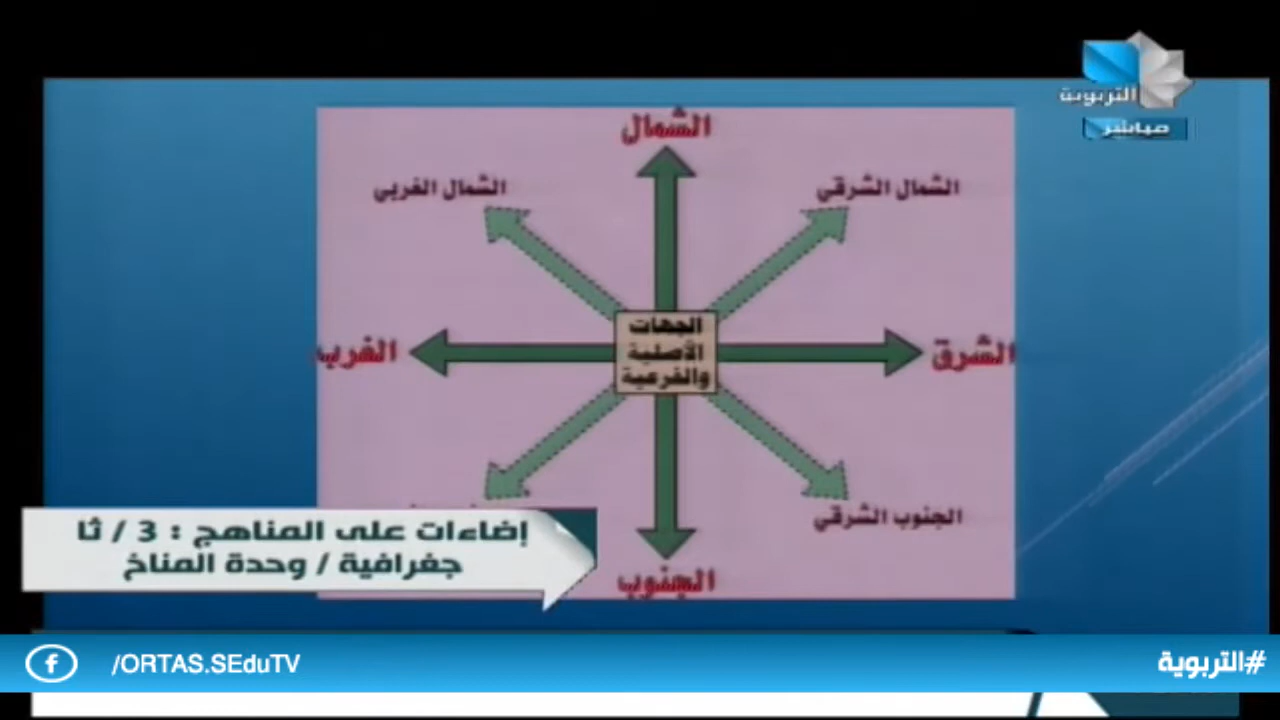 التربوية
مباشر
الشمال
الشمال الشرقي
الشمال الغربي
الجهات
الأصلية
والفرعية
الشرق
الغرب
الجنوب الشرقي
الجنوب
إضاءات على المناهج : 3 / ثا
جغرافية / وحدة المناخ
#التربوية
/ORTAS.SEduTV